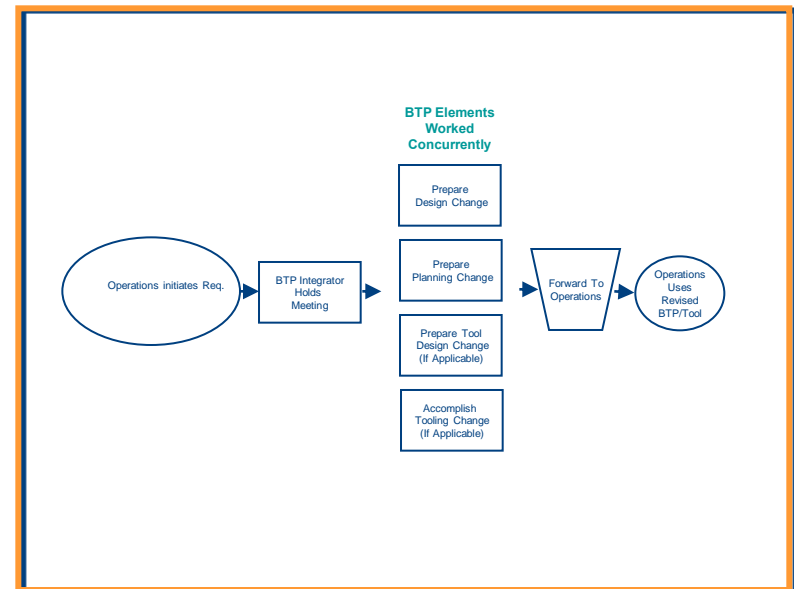 BTP Elements
Worked
Concurrently
Prepare
Design Change
Operations initiates Req.
BTP Integrator
Holds
Meeting
Prepare
Planning Change
Prepare Tool
Design Change
(If Applicable)
Accomplish
Tooling Change
(If Applicable)
Forward To
Operations
Operations
Uses
Revised
BTP/Tool